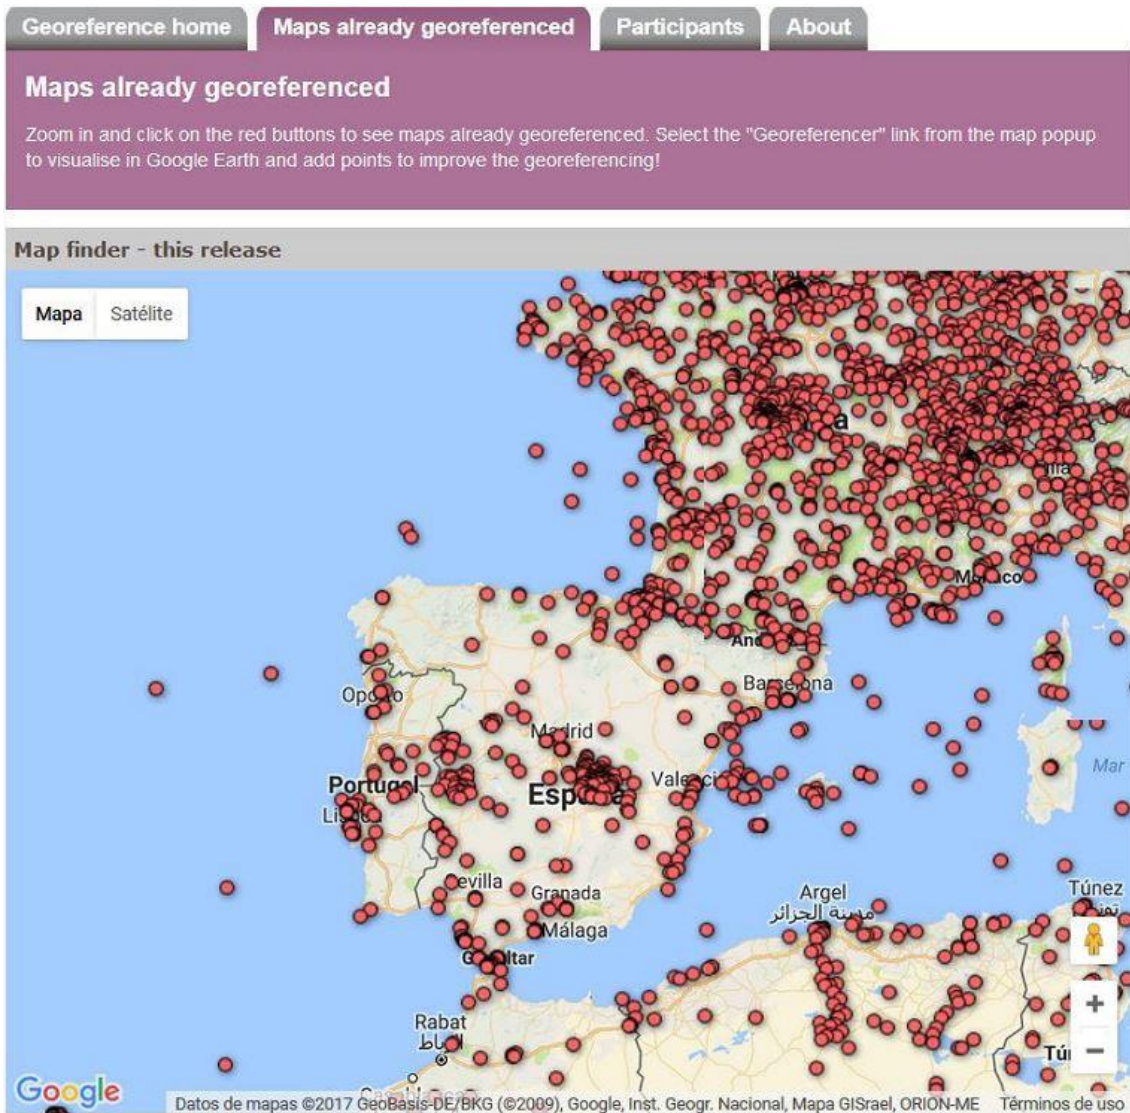 Georeference home
Maps already georeferenced
Participants
About
Maps already georeferenced
Zoom in and click on the red buttons to see maps already georeferenced. Select the "Georeferencer" link from the map popup
to visualise in Google Earth and add points to improve the georeferencing!
Map finder - this release
Mapa Satélite
Barcelona
Madrid
Portugal
Mar
Granada
Argel
مدينة الجزائر
Túnez
Málaga
Rabat
Google
Datos de mapas ©2017 GeoBasis-DE/BKG (©2009), Google, Inst. Geogr. Nacional, Mapa GISrael, ORION-ME Términos de uso